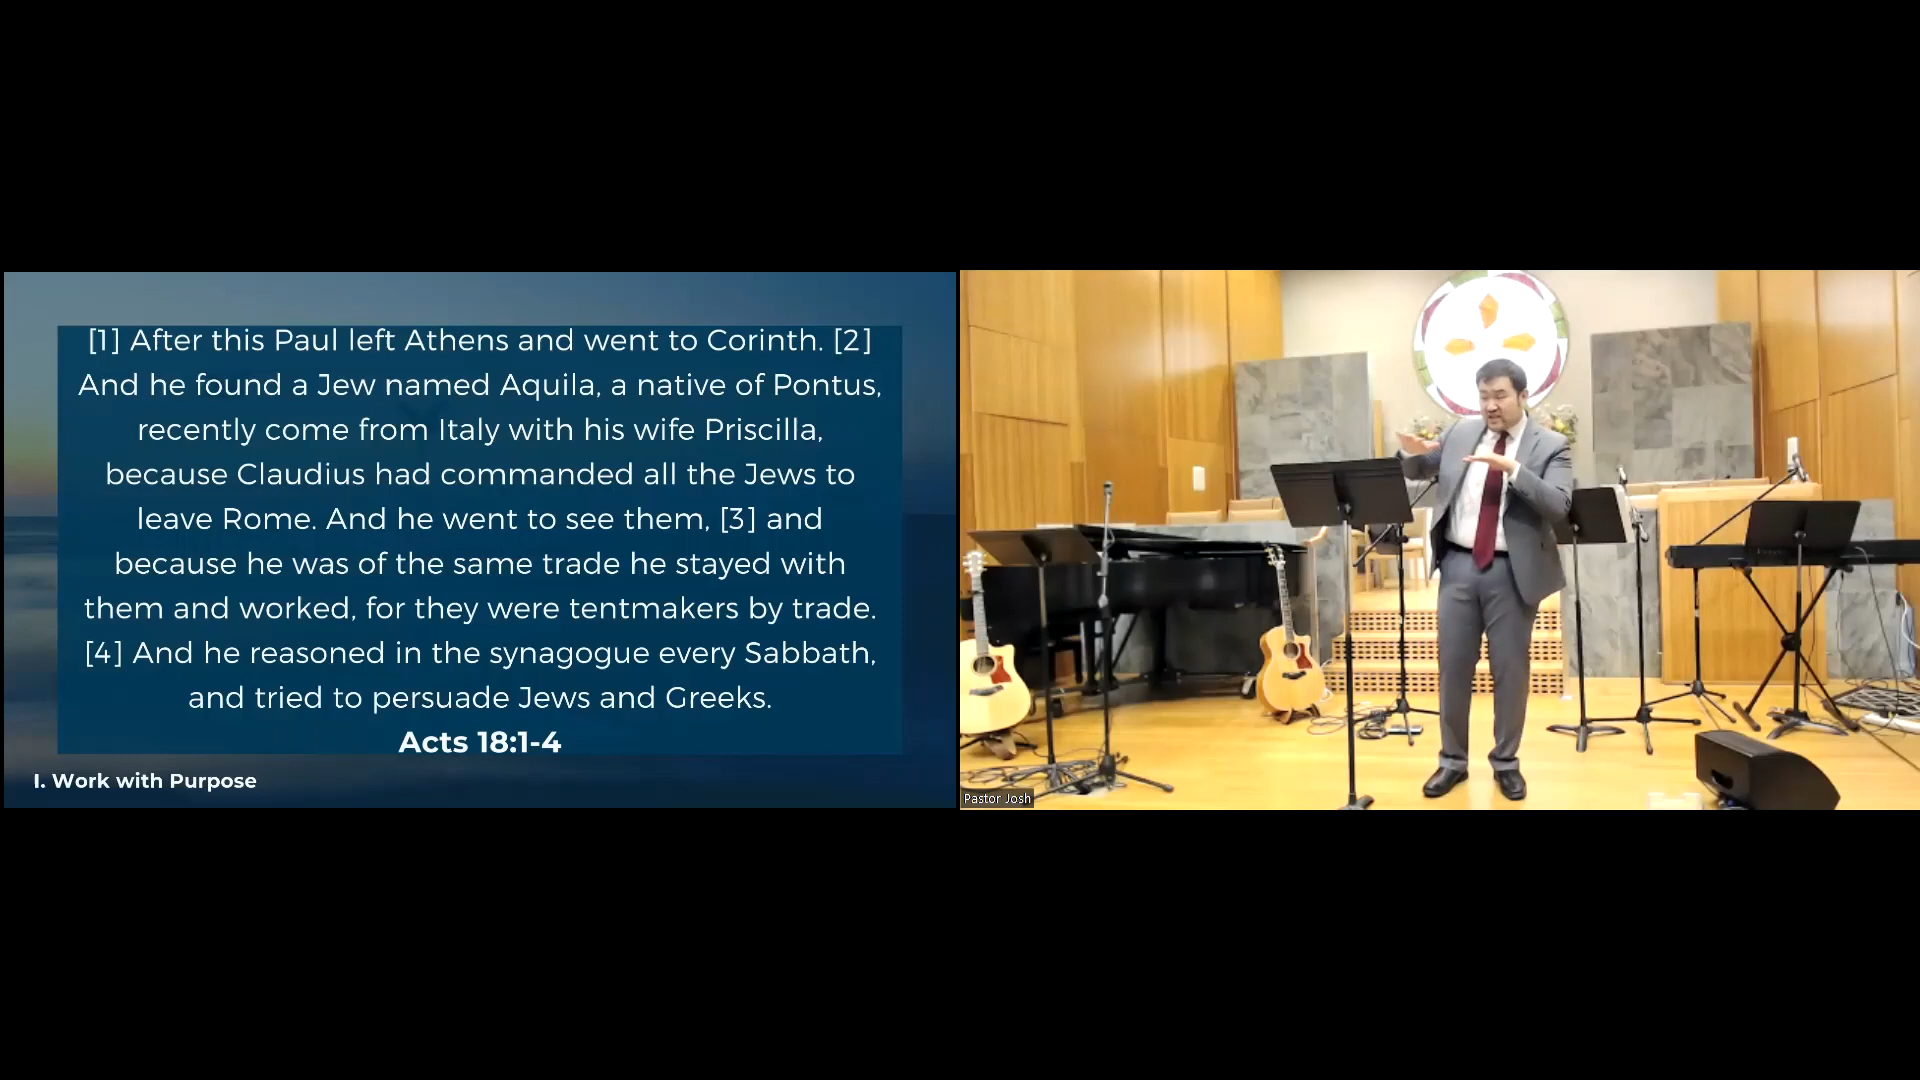 [1] After this Paul left Athens and went to Corinth. [2]
And he found a Jew named Aquila, a native of Pontus,
recently come from Italy with his wife Priscilla,
because Claudius had commanded all the Jews to
leave Rome. And he went to see them, [3] and
because he was of the same trade he stayed with
them and worked, for they were tentmakers by trade.
[4] And he reasoned in the synagogue every Sabbath,
and tried to persuade Jews and Greeks.
Acts 18:1-4
I. Work with Purpose
Pastor Josh